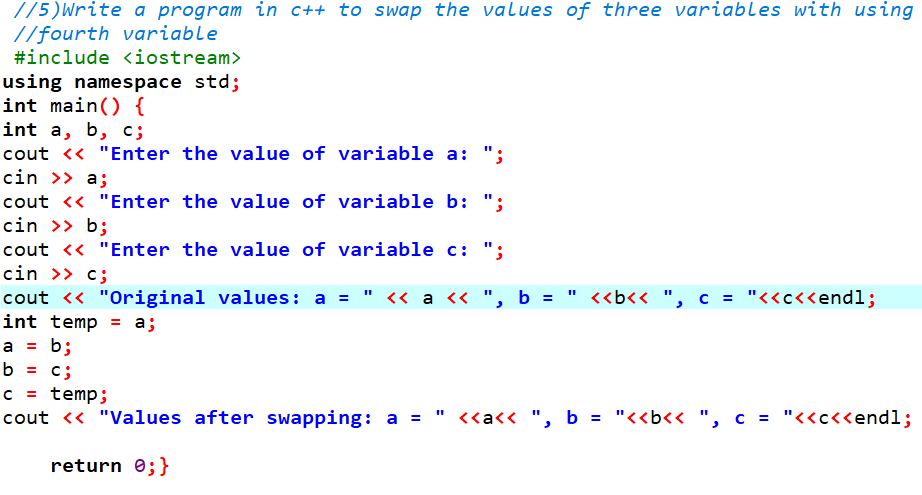 //5)Write a program in c++ to swap the values of three variables with using
//fourth variable
#include <iostream>
using namespace std;
int main() {
int a, b, c;
cout << "Enter the value of variable a: ";
cin >> a;
cout << "Enter the value of variable b: ";
cin >> b;
cout << "Enter the value of variable c: ";
cin >> c;
cout << "Original values: a = " << a << ", b = " <<b<< ", c = "<<c<<endl;
int temp = a;
a = b;
b = c;
c = temp;
cout << "Values after swapping: a = " <<a<< ", b = "<<b<< ", c = "<<c<<endl;
return 0;}